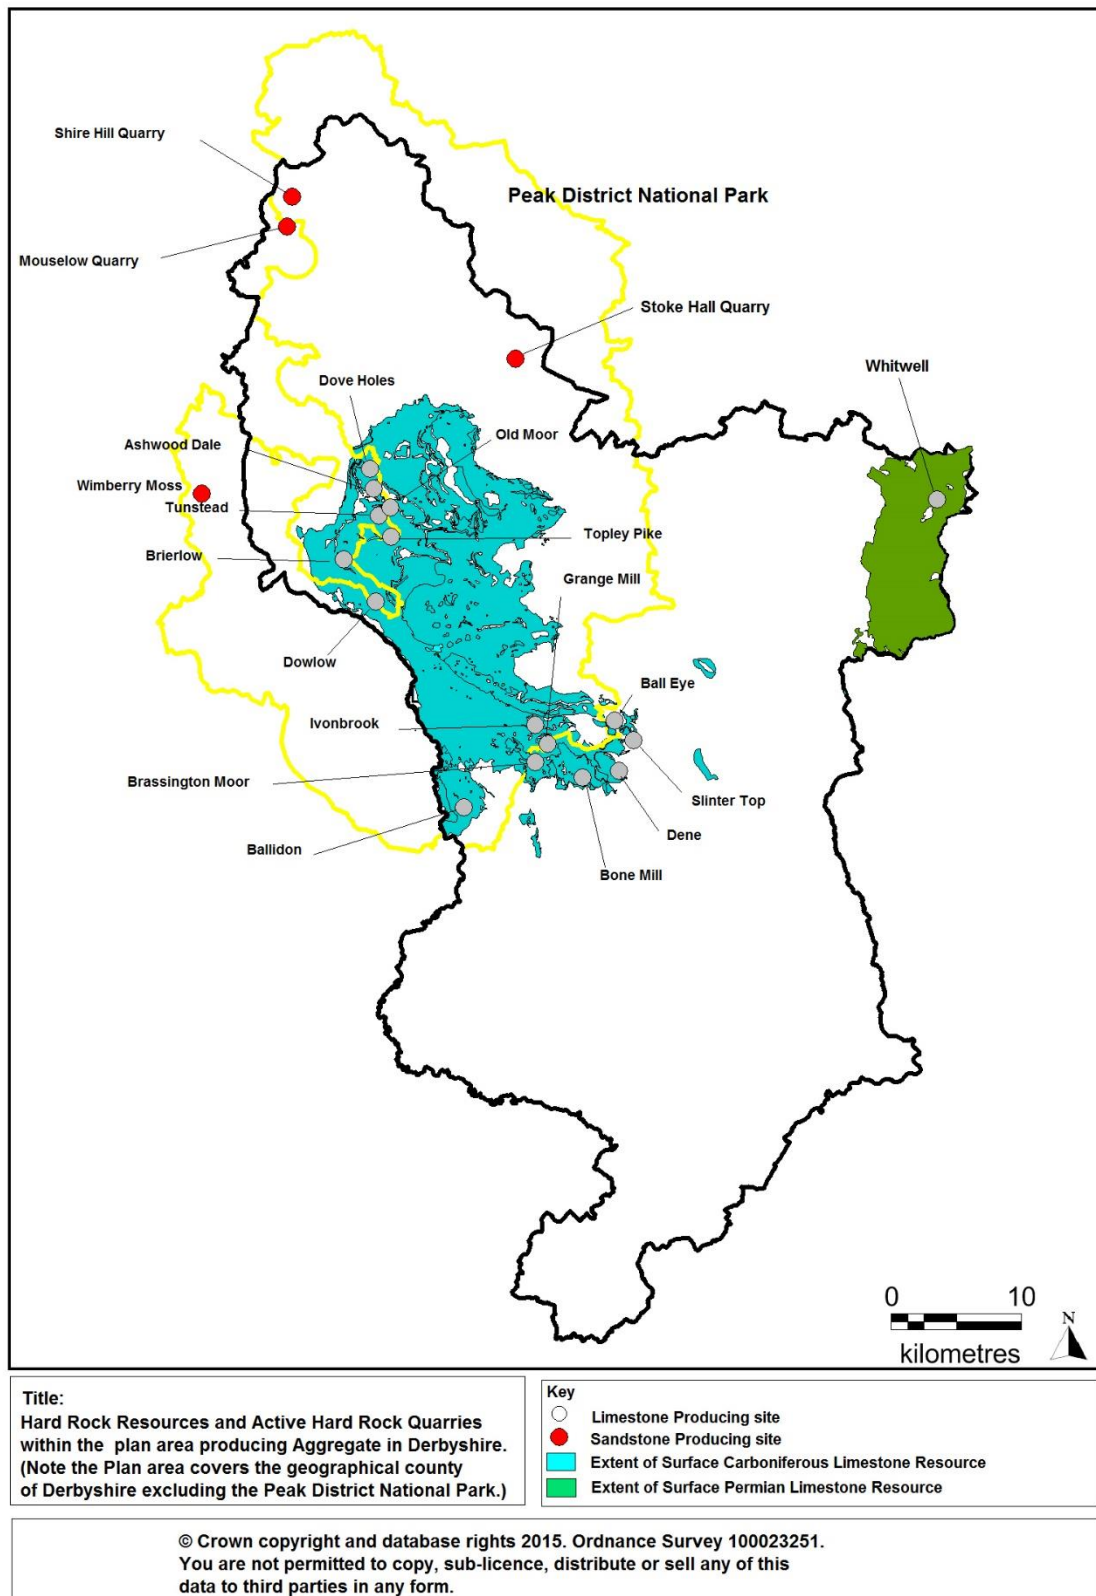 Shire Hill Quarry
Peak District National Park
Mouselow Quarry
Stoke Hall Quarry
Whitwell
Dove Holes
Old Moor
Ashwood Dale
Wimberry Moss
Tunstead
Topley Pike
Brierlow
Grange Mill
Dowlow
Ball Eye
Ivonbrook
Brassington Moor
Slinter Top
Dene
Ballidon
Bone Mill
0 10
N
kilometres
Title:
Hard Rock Resources and Active Hard Rock Quarries
within the plan area producing Aggregate in Derbyshire.
(Note the Plan area covers the geographical county
of Derbyshire excluding the Peak District National Park.)
Key
Limestone Producing site
Sandstone Producing site
Extent of Surface Carboniferous Limestone Resource
Extent of Surface Permian Limestone Resource
© Crown copyright and database rights 2015. Ordnance Survey 100023251.
You are not permitted to copy, sub-licence, distribute or sell any of this
data to third parties in any form.